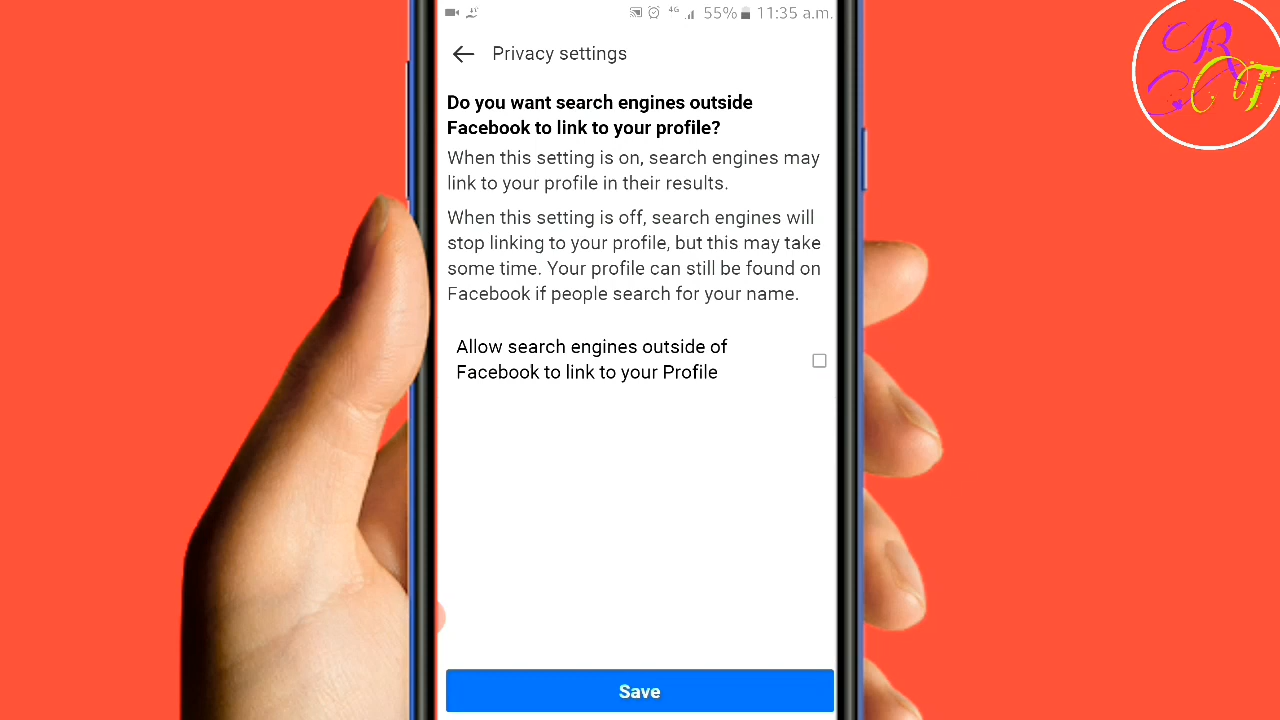 4G 55% 11:35 a.m.
Privacy settings
Do you want search engines outside
Facebook to link to your profile?
When this setting is on, search engines may
link to your profile in their results.
When this setting is off, search engines will
stop linking to your profile, but this may take
some time. Your profile can still be found on
Facebook if people search for your name.
Allow search engines outside of
Facebook to link to your Profile
Save
R
T